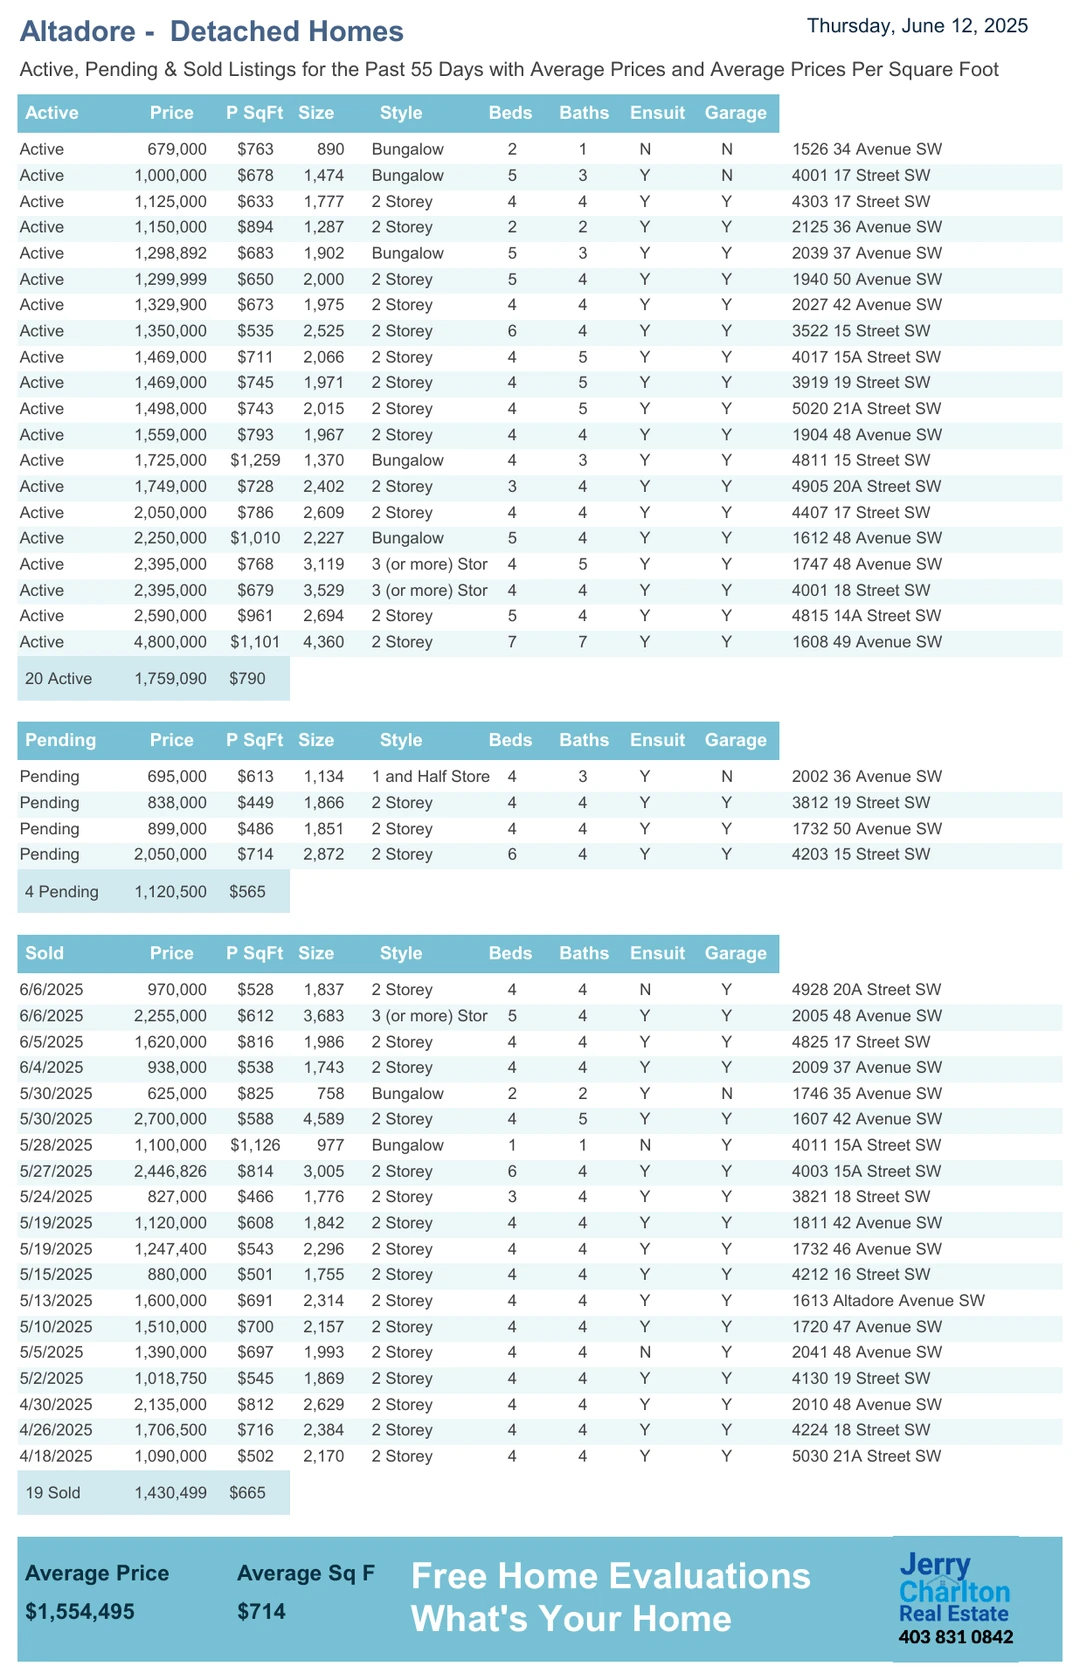 Altadore - Detached Homes
Thursday, June 12, 2025
Active, Pending & Sold Listings for the Past 55 Days with Average Prices and Average Prices Per Square Foot
Active Price P SqFt Size Style Beds Baths Ensuit Garage
Active 679,000 $763 890 Bungalow 2 1 N N 1526 34 Avenue SW
Active 1,000,000 $678 1,474 Bungalow 5 3 Y N 4001 17 Street SW
Active 1,125,000 $633 1,777 2 Storey 4 4 Y Y 4303 17 Street SW
Active 1,150,000 $894 1,287 2 Storey 2 2 Y Y 2125 36 Avenue SW
Active 1,298,892 $683 1,902 Bungalow 5 3 Y Y 2039 37 Avenue SW
Active 1,299,999 $650 2,000 2 Storey 5 4 Y Y 1940 50 Avenue SW
Active 1,329,900 $673 1,975 2 Storey 4 4 Y Y 2027 42 Avenue SW
Active 1,350,000 $535 2,525 2 Storey 6 4 Y Y 3522 15 Street SW
Active 1,469,000 $711 2,066 2 Storey 4 5 Y Y 4017 15A Street SW
Active 1,469,000 $745 1,971 2 Storey 4 5 Y Y 3919 19 Street SW
Active 1,498,000 $743 2,015 2 Storey 4 5 Y Y 5020 21A Street SW
Active 1,559,000 $793 1,967 2 Storey 4 4 Y Y 1904 48 Avenue SW
Active 1,725,000 $1,259 1,370 Bungalow 4 3 Y Y 4811 15 Street SW
Active 1,749,000 $728 2,402 2 Storey 3 4 Y Y 4905 20A Street SW
Active 2,050,000 $786 2,609 2 Storey 4 4 Y Y 4407 17 Street SW
Active 2,250,000 $1,010 2,227 Bungalow 5 4 Y Y 1612 48 Avenue SW
Active 2,395,000 $768 3,119 3 (or more) Stor 4 5 Y Y 1747 48 Avenue SW
Active 2,395,000 $679 3,529 3 (or more) Stor 4 4 Y Y 4001 18 Street SW
Active 2,590,000 $961 2,694 2 Storey 5 4 Y Y 4815 14A Street SW
Active 4,800,000 $1,101 4,360 2 Storey 7 7 Y Y 1608 49 Avenue SW
20 Active 1,759,090 $790
Pending Price P SqFt Size Style Beds Baths Ensuit Garage
Pending 695,000 $613 1,134 1 and Half Store 4 3 Y N 2002 36 Avenue SW
Pending 838,000 $449 1,866 2 Storey 4 4 Y Y 3812 19 Street SW
Pending 899,000 $486 1,851 2 Storey 4 4 Y Y 1732 50 Avenue SW
Pending 2,050,000 $714 2,872 2 Storey 6 4 Y Y 4203 15 Street SW
4 Pending 1,120,500 $565
Sold Price P SqFt Size Style Beds Baths Ensuit Garage
6/6/2025 970,000 $528 1,837 2 Storey 4 4 N Y 4928 20A Street SW
6/6/2025 2,255,000 $612 3,683 3 (or more) Stor 5 4 Y Y 2005 48 Avenue SW
6/5/2025 1,620,000 $816 1,986 2 Storey 4 4 Y Y 4825 17 Street SW
6/4/2025 938,000 $538 1,743 2 Storey 4 4 Y Y 2009 37 Avenue SW
5/30/2025 625,000 $825 758 Bungalow 2 2 Y N 1746 35 Avenue SW
5/30/2025 2,700,000 $588 4,589 2 Storey 4 5 Y Y 1607 42 Avenue SW
5/28/2025 1,100,000 $1,126 977 Bungalow 1 1 N Y 4011 15A Street SW
5/27/2025 2,446,826 $814 3,005 2 Storey 6 4 Y Y 4003 15A Street SW
5/24/2025 827,000 $466 1,776 2 Storey 3 4 Y Y 3821 18 Street SW
5/19/2025 1,120,000 $608 1,842 2 Storey 4 4 Y Y 1811 42 Avenue SW
5/19/2025 1,247,400 $543 2,296 2 Storey 4 4 Y Y 1732 46 Avenue SW
5/15/2025 880,000 $501 1,755 2 Storey 4 4 Y Y 4212 16 Street SW
5/13/2025 1,600,000 $691 2,314 2 Storey 4 4 Y Y 1613 Altadore Avenue SW
5/10/2025 1,510,000 $700 2,157 2 Storey 4 4 Y Y 1720 47 Avenue SW
5/5/2025 1,390,000 $697 1,993 2 Storey 4 4 N Y 2041 48 Avenue SW
5/2/2025 1,018,750 $545 1,869 2 Storey 4 4 Y Y 4130 19 Street SW
4/30/2025 2,135,000 $812 2,629 2 Storey 4 4 Y Y 2010 48 Avenue SW
4/26/2025 1,706,500 $716 2,384 2 Storey 4 4 Y Y 4224 18 Street SW
4/18/2025 1,090,000 $502 2,170 2 Storey 4 4 Y Y 5030 21A Street SW
19 Sold 1,430,499 $665
Average Price Average Sq F
$1,554,495 $714
Free Home Evaluations
What's Your Home
Jerry
Charlton
Real Estate
403 831 0842